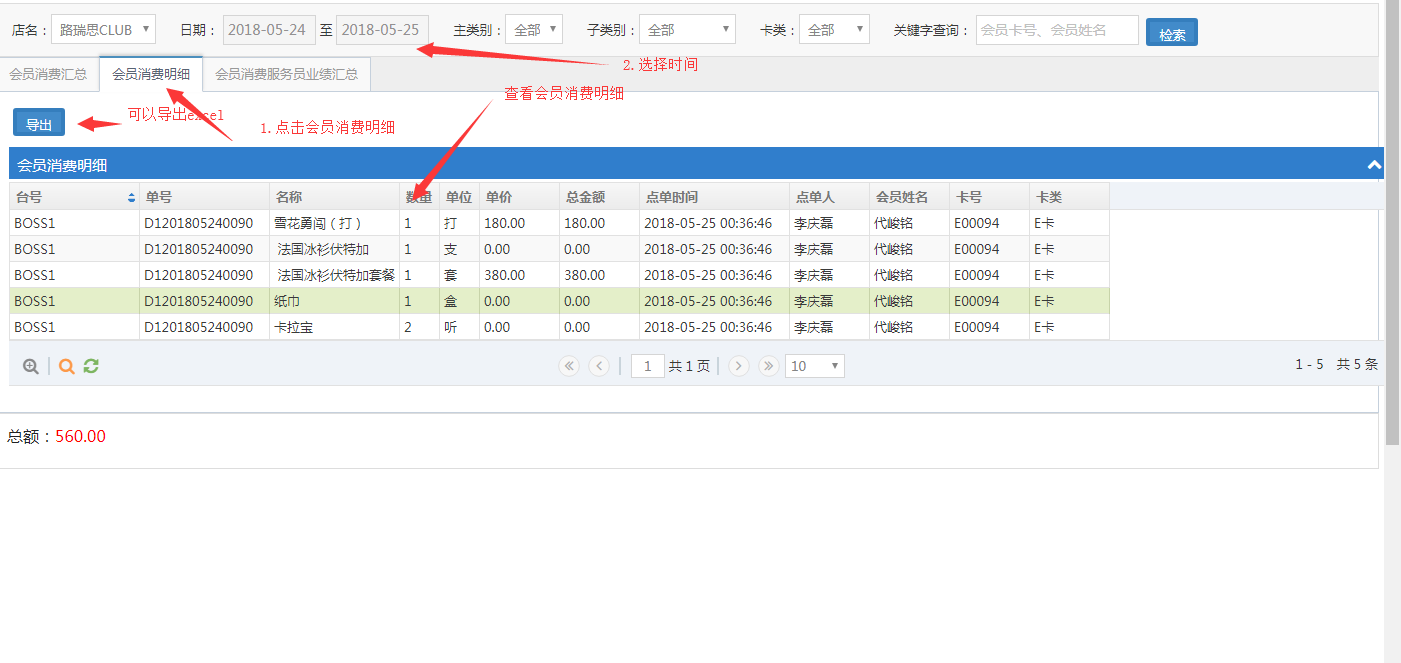 店名： 路瑞思CLUB 日期： 2018-05-24 至 2018-05-25 主类别： 全部 子类别： 全部 卡类： 全部 关键字查询： 会员卡号、会员姓名 检索
2.选择时间
会员消费汇总 会员消费明细 会员消费服务员业绩汇总
查看会员消费明细
可以导出excel
导出
1.点击会员消费明细
会员消费明细
台号 单号 名称 数量 单位 单价 总金额 点单时间 点单人 会员姓名 卡号 卡类
BOSS1 D1201805240090 雪花勇闯（打） 1 打 180.00 180.00 2018-05-25 00:36:46 李庆磊 代峻铭 E00094 E卡
BOSS1 D1201805240090 法国冰衫伏特加 1 支 0.00 0.00 2018-05-25 00:36:46 李庆磊 代峻铭 E00094 E卡
BOSS1 D1201805240090 法国冰衫伏特加套餐 1 套 380.00 380.00 2018-05-25 00:36:46 李庆磊 代峻铭 E00094 E卡
BOSS1 D1201805240090 纸巾 1 盒 0.00 0.00 2018-05-25 00:36:46 李庆磊 代峻铭 E00094 E卡
BOSS1 D1201805240090 卡拉宝 2 听 0.00 0.00 2018-05-25 00:36:46 李庆磊 代峻铭 E00094 E卡
1 共 1 页 10 1 - 5 共 5 条
总额：560.00